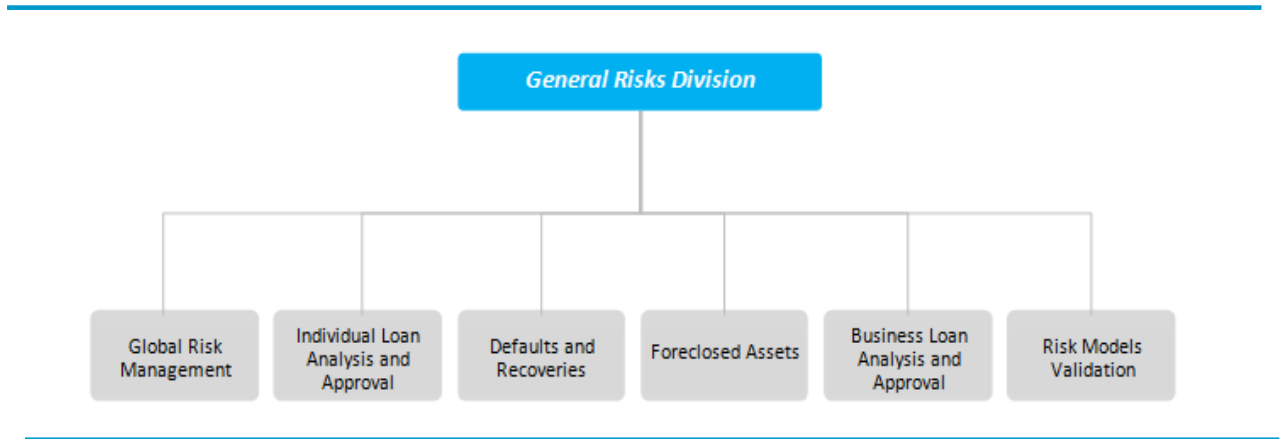 General Risks Division
Global Risk
Management
Individual Loan
Analysis and
Approval
Defaults and
Recoveries
Foreclosed Assets
Business Loan
Analysis and
Approval
Risk Models
Validation